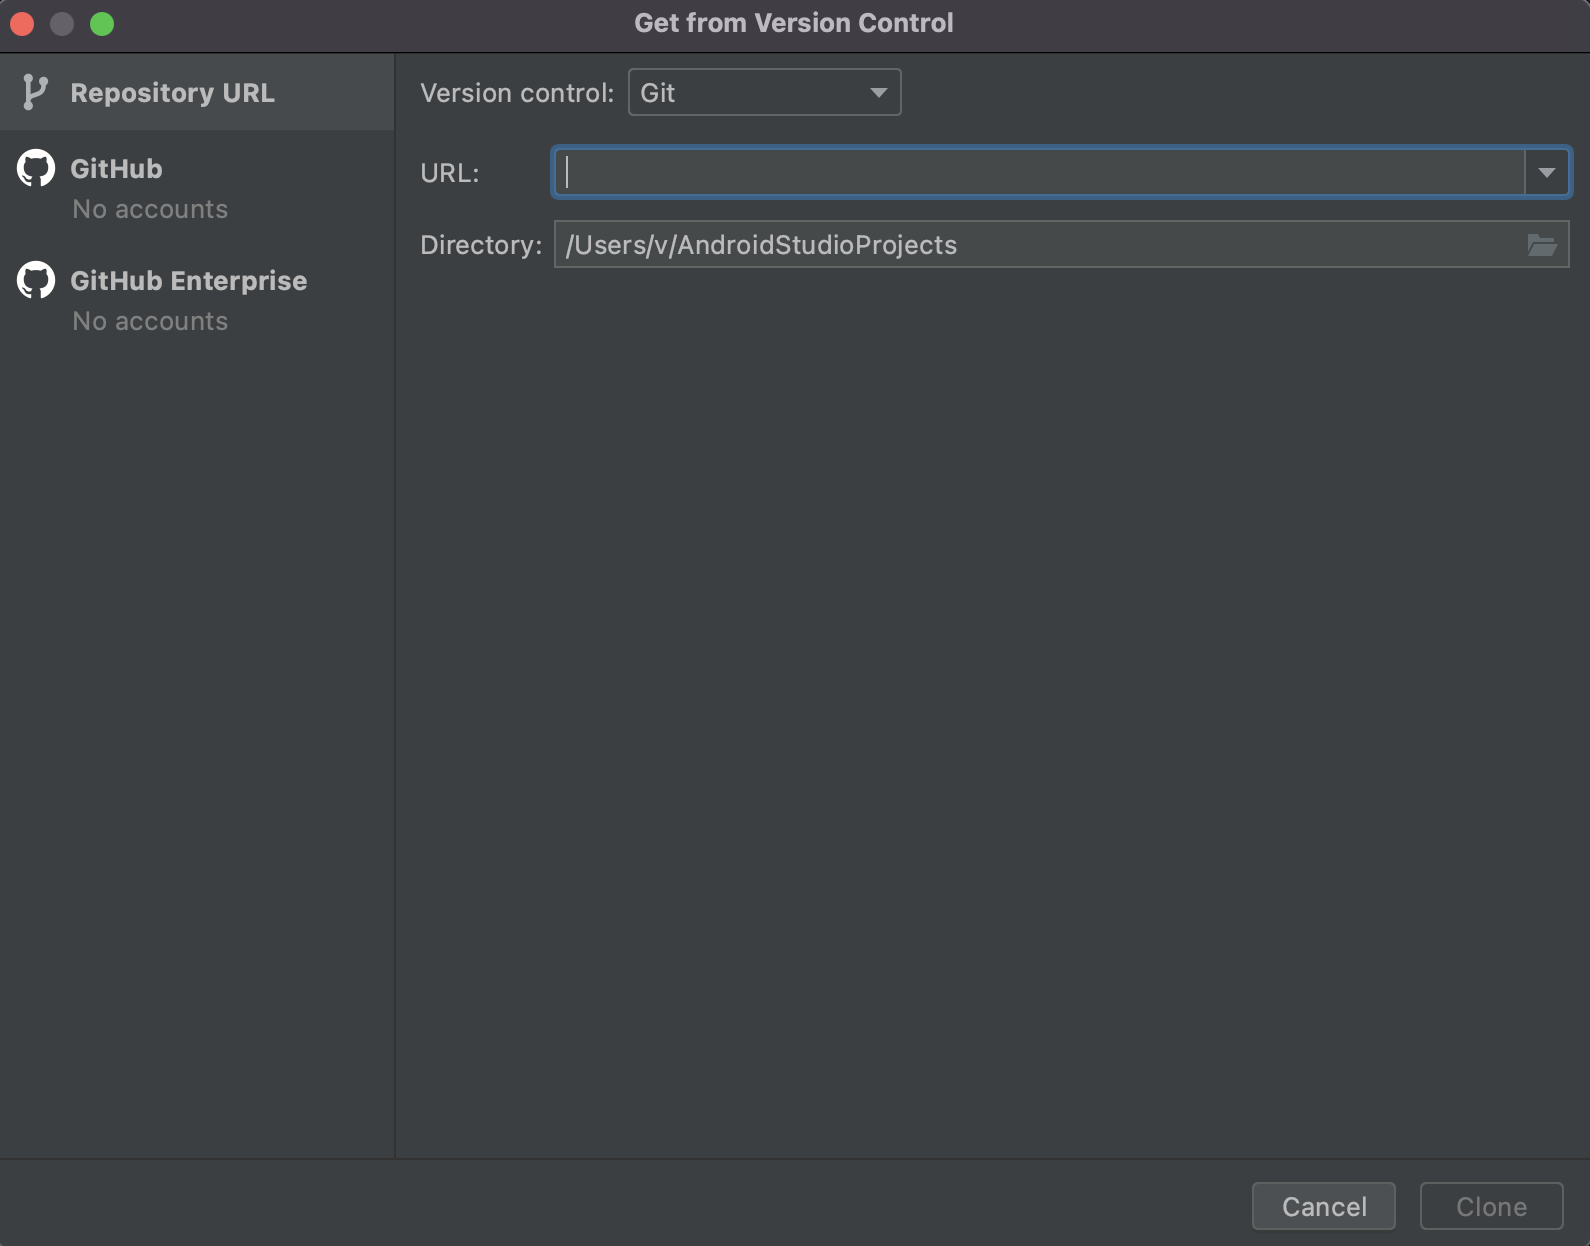 Get from Version Control
Repository URL
GitHub
No accounts
GitHub Enterprise
No accounts
Version control: Git
URL:
Directory: /Users/v/AndroidStudioProjects
Cancel Clone